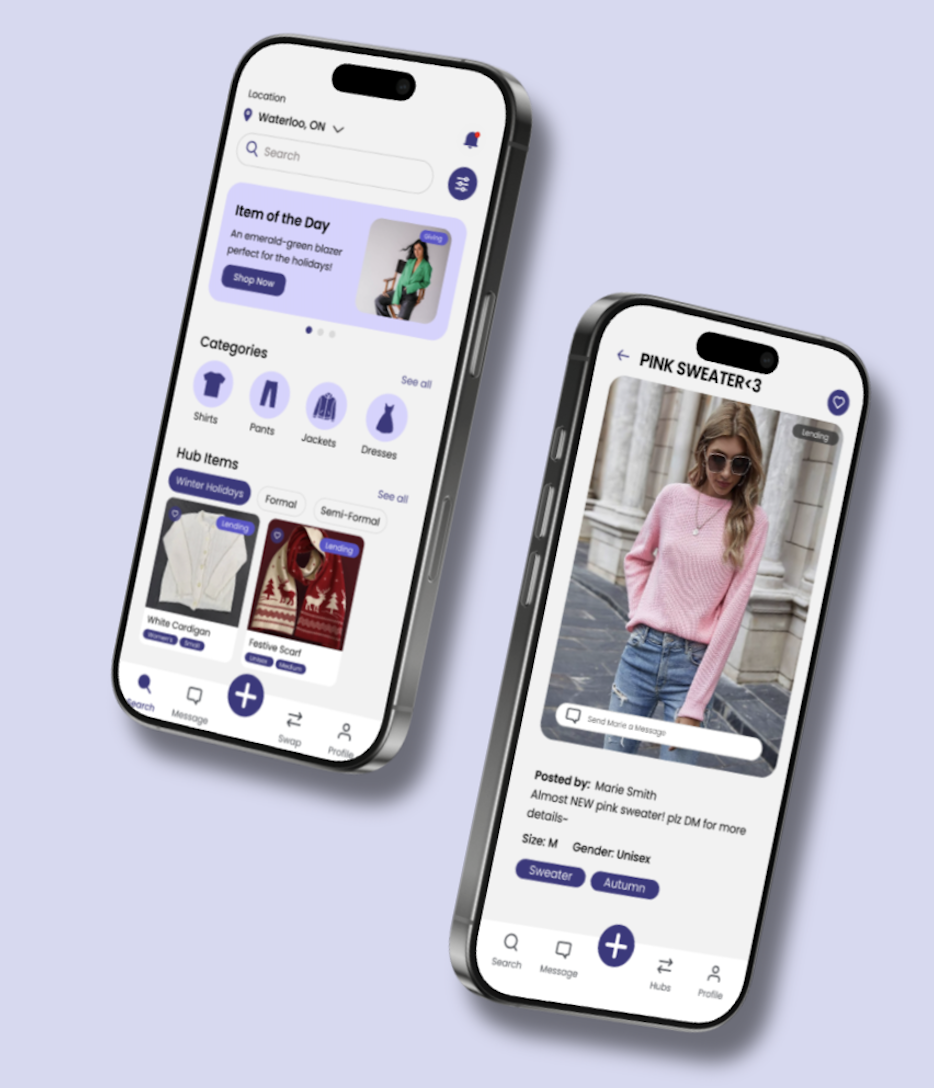 Location
Waterloo, ON
Search
Item of the Day
An emerald-green blazer
perfect for the holidays!
Shop Now
Giving
Categories
See all
Shirts
Pants
Jackets
Dresses
Hub Items
See all
Winter Holidays
Formal
Semi-Formal
Lending
Lending
White Cardigan
Women's
Small
Festive Scarf
Unisex
Medium
Search
Message
Swap
Profile
PINK SWEATER<3
Lending
Send Marie a Message
Posted by: Marie Smith
Almost NEW pink sweater! plz DM for more
details~
Size: M Gender: Unisex
Sweater
Autumn
Search
Message
Hubs
Profile